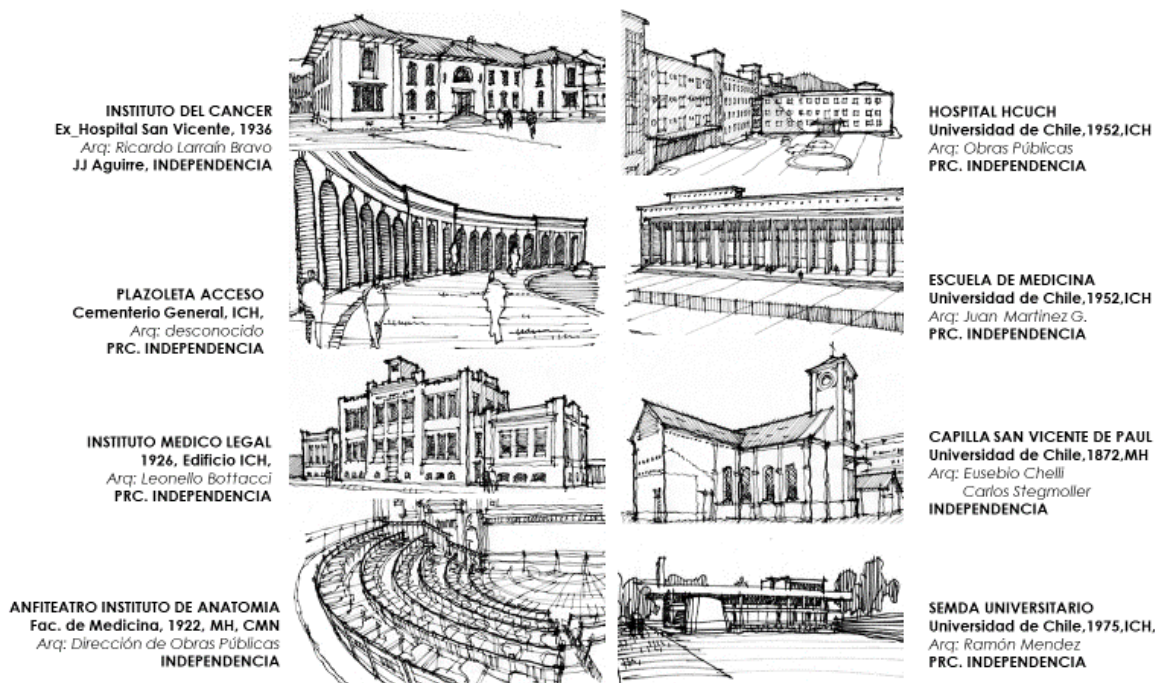 INSTITUTO DEL CANCER
Ex_Hospital San Vicente, 1936
Arq: Ricardo Larraín Bravo
JJ Aguirre, INDEPENDENCIA
PLAZOLETA ACCESO
Cementerio General, ICH,
Arq: desconocido
PRC. INDEPENDENCIA
INSTITUTO MEDICO LEGAL
1926, Edificio ICH,
Arq: Leonello Bottacci
PRC. INDEPENDENCIA
ANFITEATRO INSTITUTO DE ANATOMIA
Fac. de Medicina, 1922, MH, CMN
Arq: Dirección de Obras Públicas
INDEPENDENCIA
HOSPITAL HCUCH
Universidad de Chile,1952,ICH
Arq: Obras Públicas
PRC. INDEPENDENCIA
ESCUELA DE MEDICINA
Universidad de Chile,1952,ICH
Arq: Juan Martinez G.
PRC. INDEPENDENCIA
CAPILLA SAN VICENTE DE PAUL
Universidad de Chile,1872,MH
Arq: Eusebio Chelli
Carlos Stegmoller
INDEPENDENCIA
SEMDA UNIVERSITARIO
Universidad de Chile,1975,ICH,
Arq: Ramón Mendez
PRC. INDEPENDENCIA